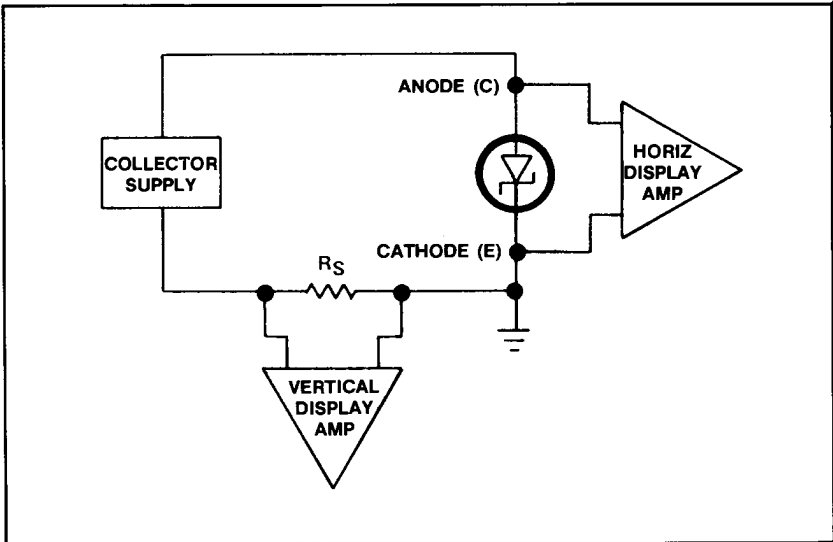 ANODE (C)
COLLECTOR
SUPPLY
HORIZ
DISPLAY
AMP
CATHODE (E)
RS
VERTICAL
DISPLAY
AMP